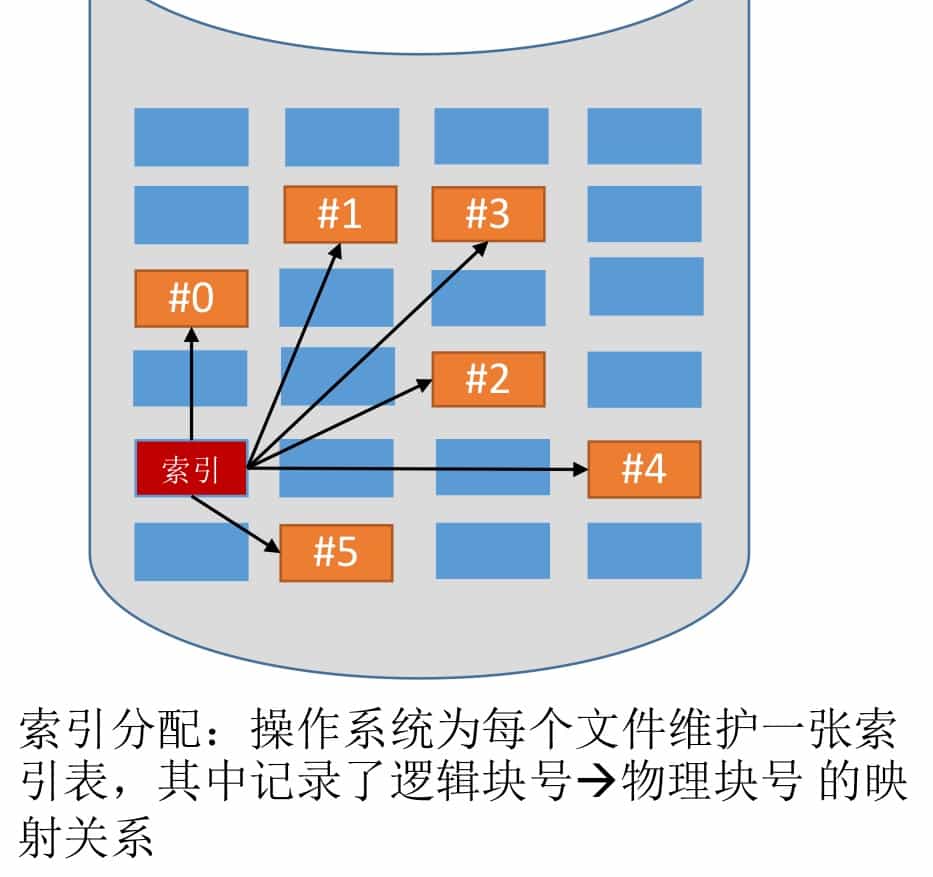 #1 #3
#0
#2
索引 #4
#5
索引分配：操作系统为每个文件维护一张索
引表，其中记录了逻辑块号→物理块号 的映
射关系